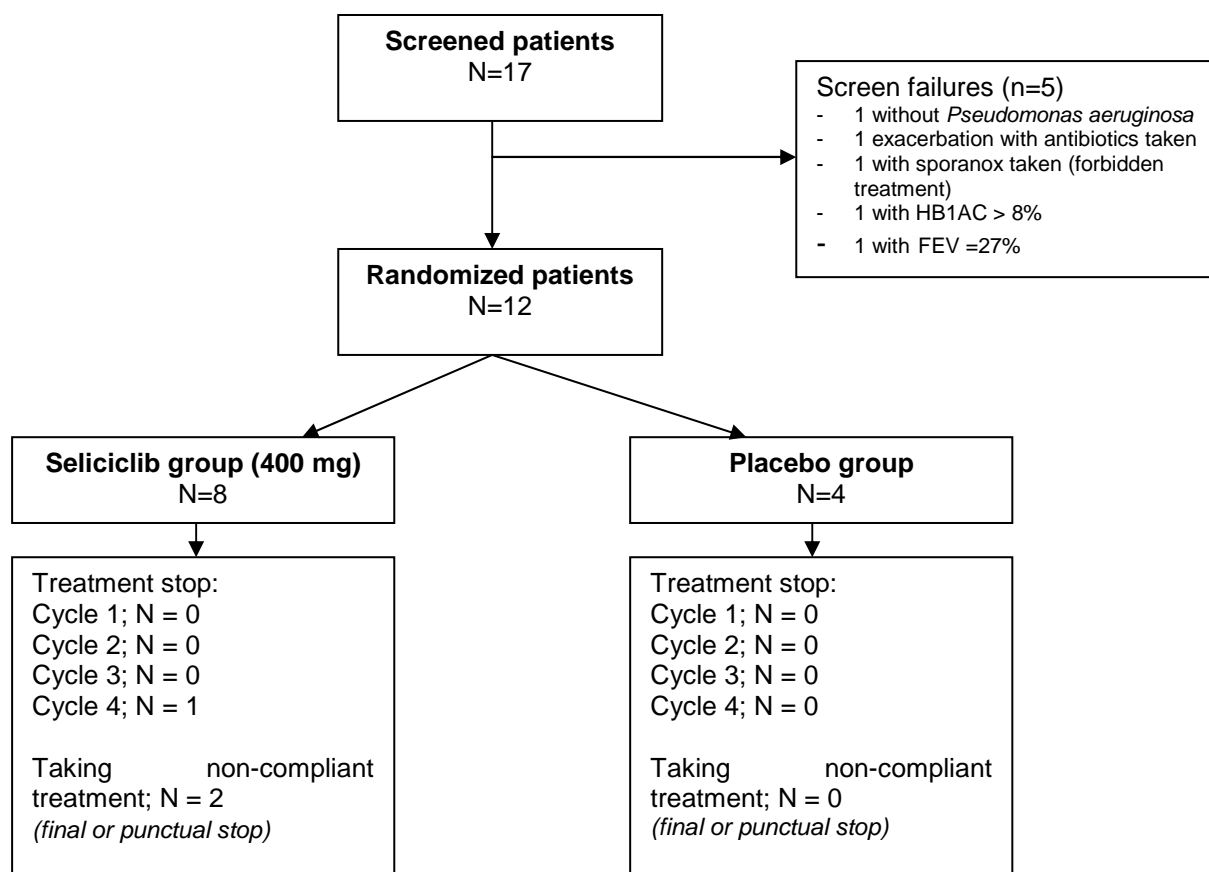 Screened patients
N=17
Screen failures (n=5)
- 1 without Pseudomonas aeruginosa
- 1 exacerbation with antibiotics taken
- 1 with sporanox taken (forbidden
treatment)
- 1 with HB1AC > 8%
- 1 with FEV =27%
Randomized patients
N=12
Seliciclib group (400 mg)
N=8
Placebo group
N=4
Treatment stop:
Cycle 1; N = 0
Cycle 2; N = 0
Cycle 3; N = 0
Cycle 4; N = 1
Taking non-compliant
treatment; N = 2
(final or punctual stop)
Treatment stop:
Cycle 1; N = 0
Cycle 2; N = 0
Cycle 3; N = 0
Cycle 4; N = 0
Taking non-compliant
treatment; N = 0
(final or punctual stop)